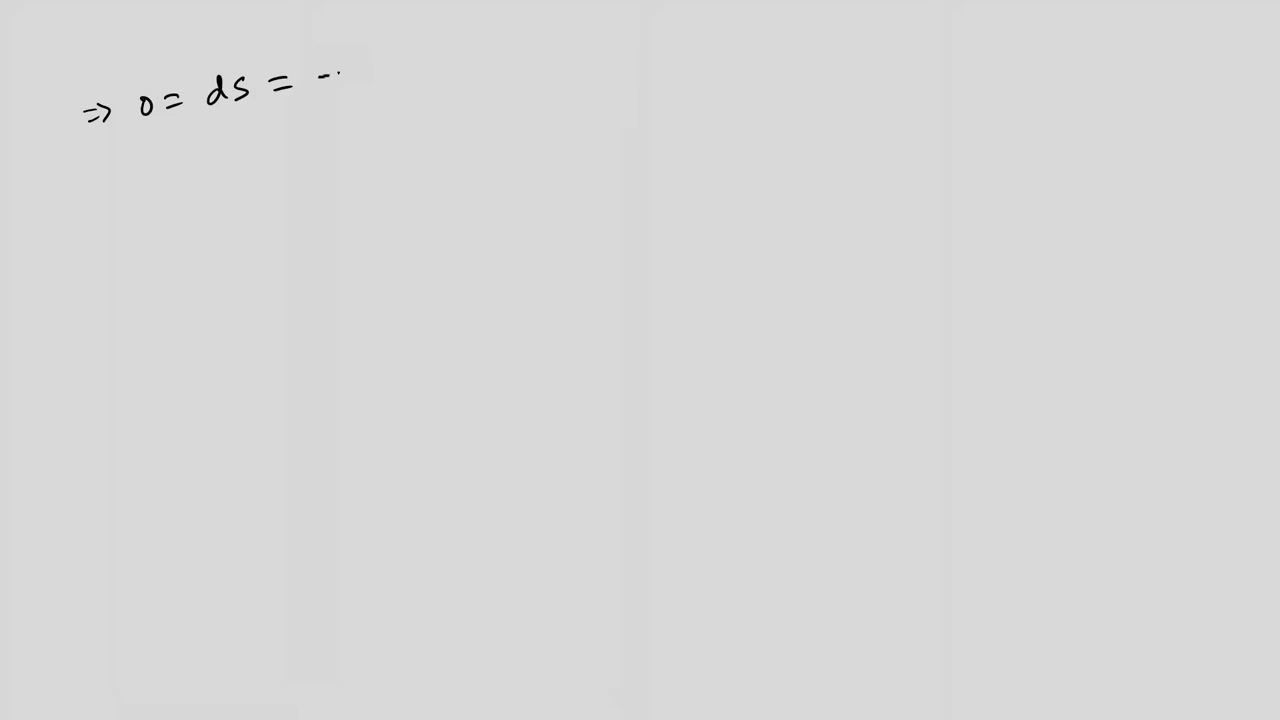 ⇒ 0 = ds = -